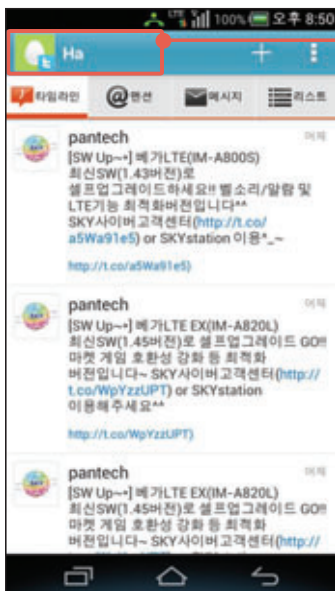 LTE 100% 오후 8:50
Ha
타임라인 @멘션 메시지 리스트
pantech 어제
[SW Up~*] 베가LTE(IM-A800S)
최신SW(1.43버전)로
셀프업그레이드하세요!! 벨소리/알람 및
LTE기능 최적화버전입니다^^
SKY사이버고객센터(http://t.co/
a5Wa91e5) or SKYstation 이용*_~
http://t.co/a5Wa91e5)
pantech 어제
[SW Up~*] 베가LTE EX(IM-A820L)
최신SW(1.45버전)로 셀프업그레이드 GO!!
마켓 게임 호환성 강화 등 최적화
버전입니다~ SKY사이버고객센터(http://
t.co/WpYzzUPT) or SKYstation
이용해주세요^^
http://t.co/WpYzzUPT)
pantech 어제
[SW Up~*] 베가LTE EX(IM-A820L)
최신SW(1.45버전)로 셀프업그레이드 GO!!
마켓 게임 호환성 강화 등 최적화
버전입니다~ SKY사이버고객센터(http://